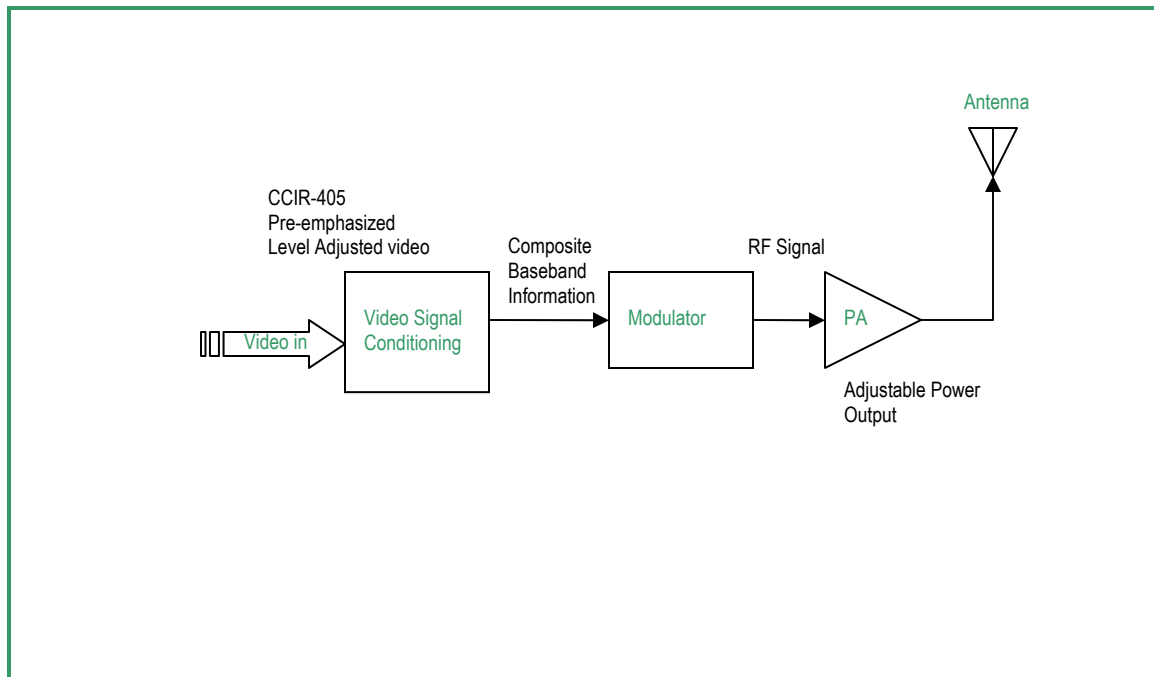 Antenna
CCIR-405
Pre-emphasized
Level Adjusted video
Composite
Baseband
Information
RF Signal
Video in
Video Signal
Conditioning
Modulator
PA
Adjustable Power
Output